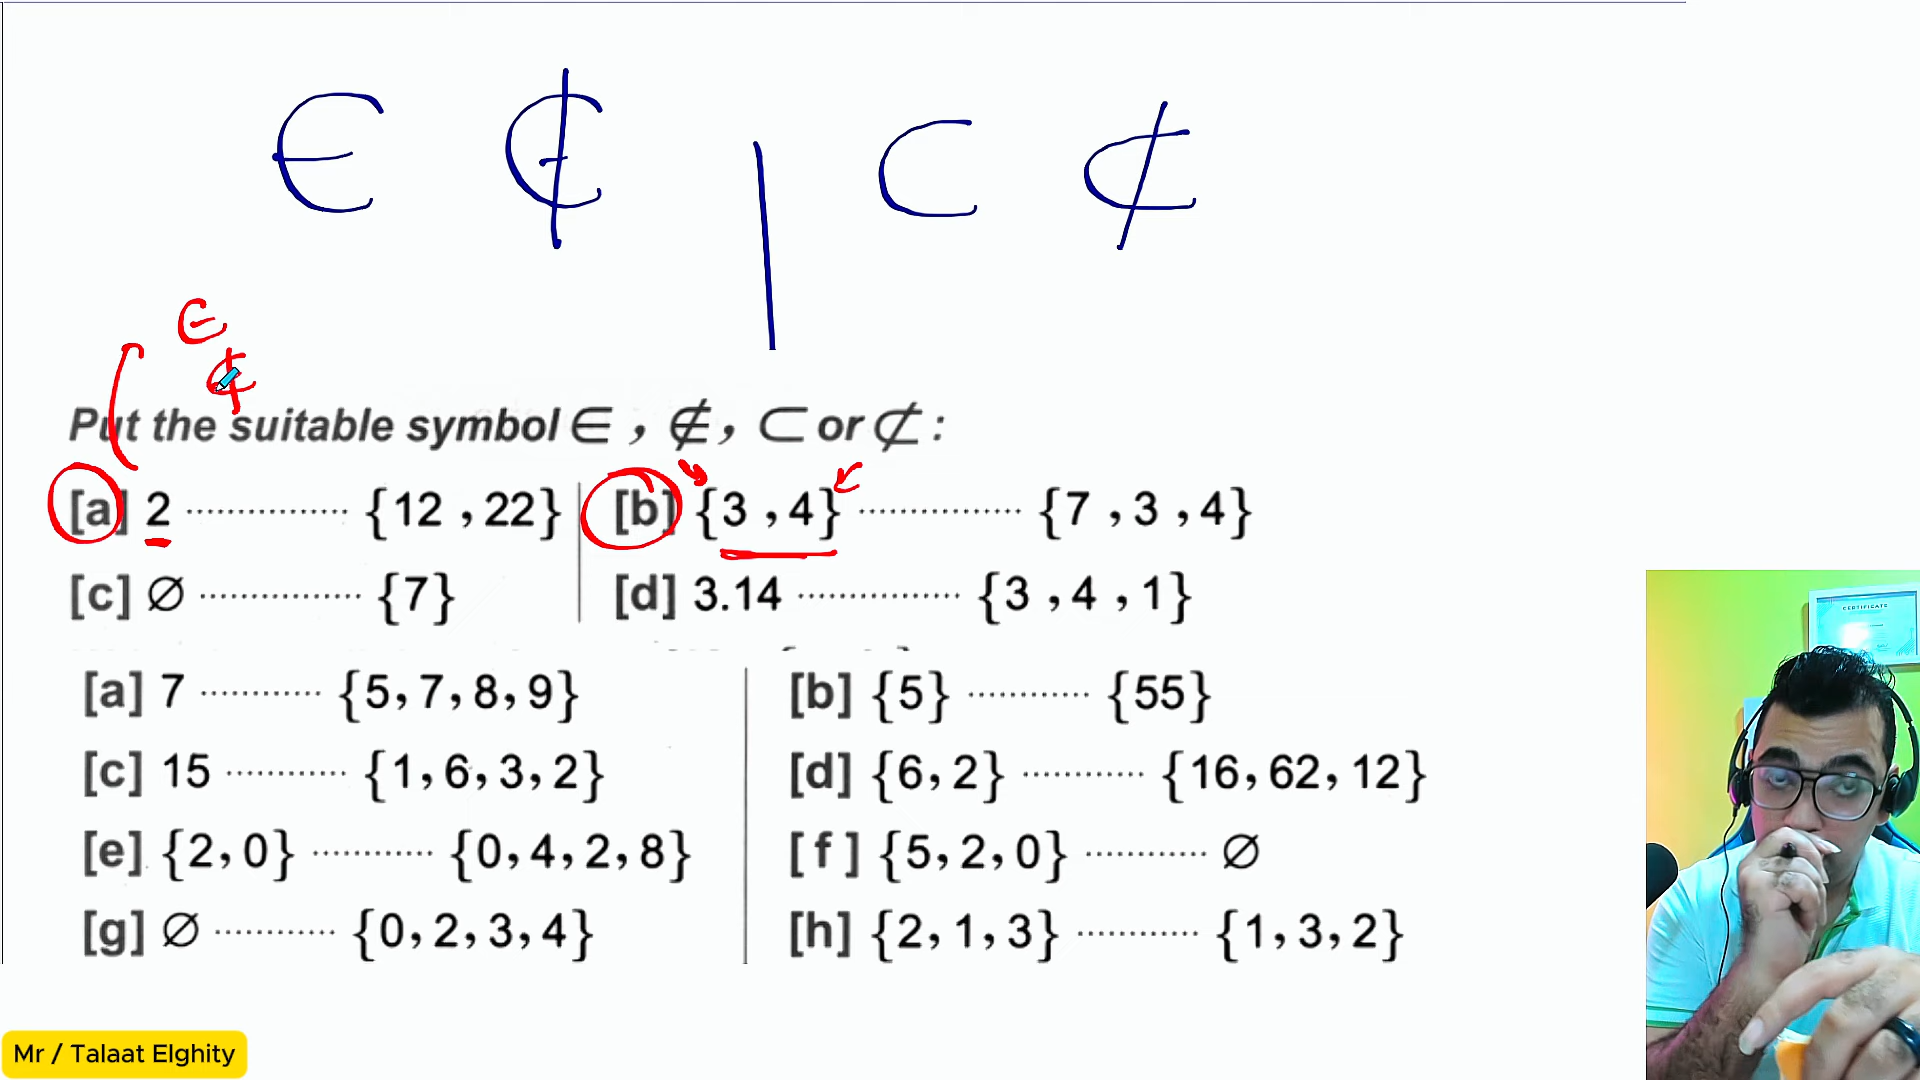 ∈ ∉ | ⊂ ⊄
∈
∉
Put the suitable symbol ∈ , ∉ , ⊂ or ⊄ :
[a] 2 ................ {12 , 22} [b] {3 , 4} ................ {7 , 3 , 4}
[c] ∅ ................ {7} [d] 3.14 ................ {3 , 4 , 1}
[a] 7 ............ {5, 7, 8, 9} [b] {5} ............ {55}
[c] 15 ............ {1, 6, 3, 2} [d] {6, 2} ............ {16, 62, 12}
[e] {2, 0} ............ {0, 4, 2, 8} [f] {5, 2, 0} ............ ∅
[g] ∅ ............ {0, 2, 3, 4} [h] {2, 1, 3} ............ {1, 3, 2}
CERTIFICATE
Mr / Talaat Elghity